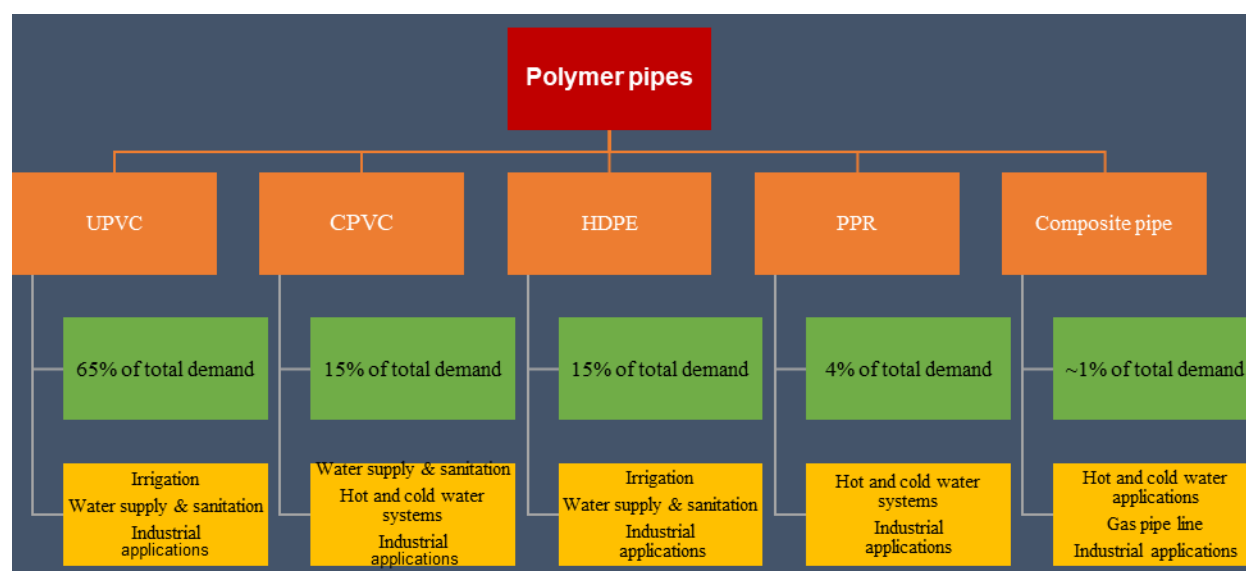 Polymer pipes
UPVC
CPVC
HDPE
PPR
Composite pipe
65% of total demand
15% of total demand
15% of total demand
4% of total demand
~1% of total demand
Irrigation
Water supply & sanitation
Industrial
applications
Water supply & sanitation
Hot and cold water
systems
Industrial
applications
Irrigation
Water supply & sanitation
Industrial
applications
Hot and cold water
systems
Industrial
applications
Hot and cold water
applications
Gas pipe line
Industrial applications